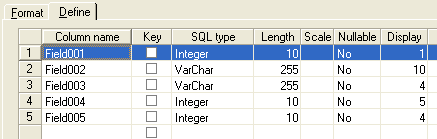 Format Define
Column name Key SQL type Length Scale Nullable Display
1 Field001 Integer 10 No 1
2 Field002 VarChar 255 No 10
3 Field003 VarChar 255 No 4
4 Field004 Integer 10 No 5
5 Field005 Integer 10 No 4